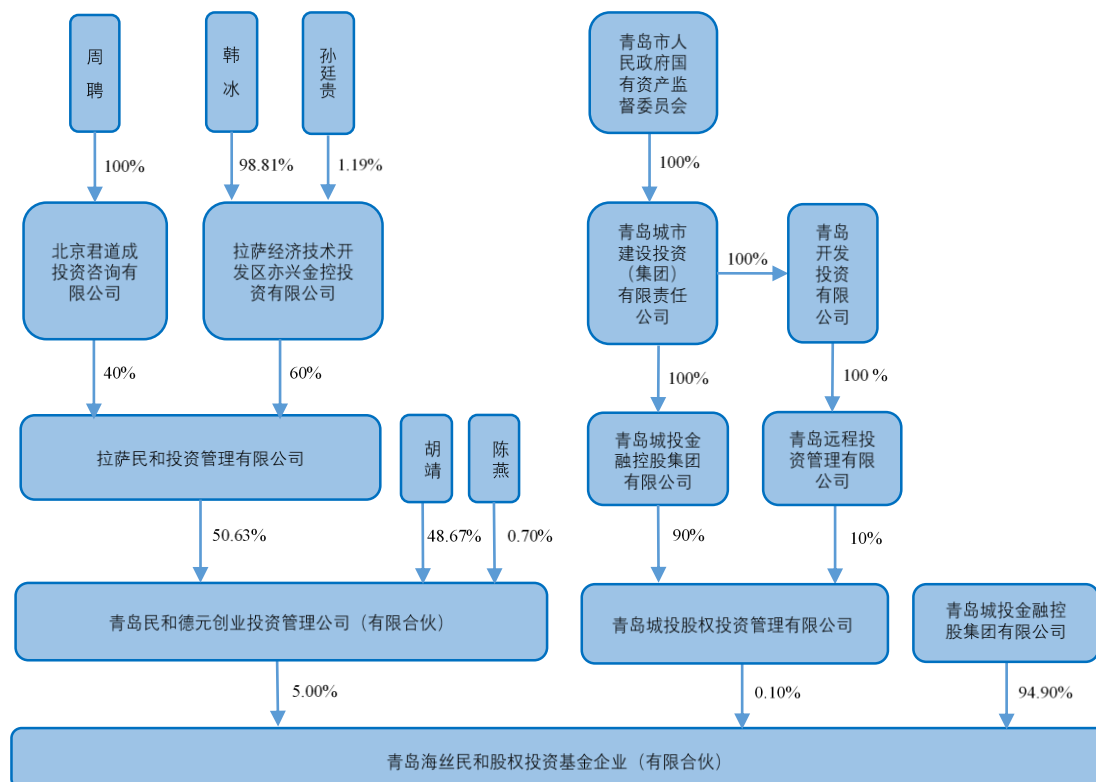 周
聘
韩
冰
孙
廷
贵
青岛市人
民政府国
有资产监
督委员会
100%
98.81%
1.19%
100%
北京君道成
投资咨询有
限公司
拉萨经济技术开
发区亦兴金控投
资有限公司
青岛城市
建设投资
（集团）
有限责任
公司
100%
青岛
开发
投资
有限
公司
40%
60%
100%
100 %
拉萨民和投资管理有限公司
胡
靖
陈
燕
青岛城投金
融控股集团
有限公司
青岛远程投
资管理有限
公司
50.63%
48.67%
0.70%
90%
10%
青岛民和德元创业投资管理公司（有限合伙）
青岛城投股权投资管理有限公司
青岛城投金融控
股集团有限公司
5.00%
0.10%
94.90%
青岛海丝民和股权投资基金企业（有限合伙）